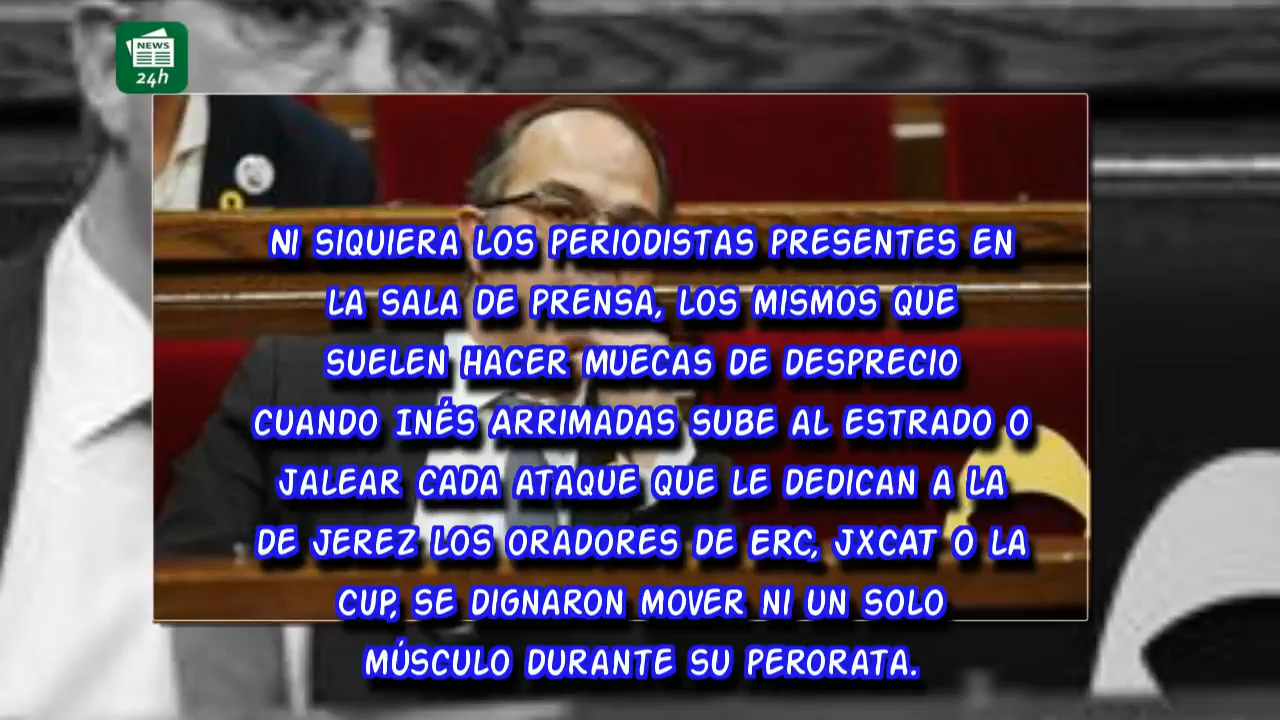 NEWS
24h
NI SIQUIERA LOS PERIODISTAS PRESENTES EN
LA SALA DE PRENSA, LOS MISMOS QUE
SUELEN HACER MUECAS DE DESPRECIO
CUANDO INÉS ARRIMADAS SUBE AL ESTRADO O
JALEAR CADA ATAQUE QUE LE DEDICAN A LA
DE JEREZ LOS ORADORES DE ERC, JXCAT O LA
CUP, SE DIGNARON MOVER NI UN SOLO
MÚSCULO DURANTE SU PERORATA.